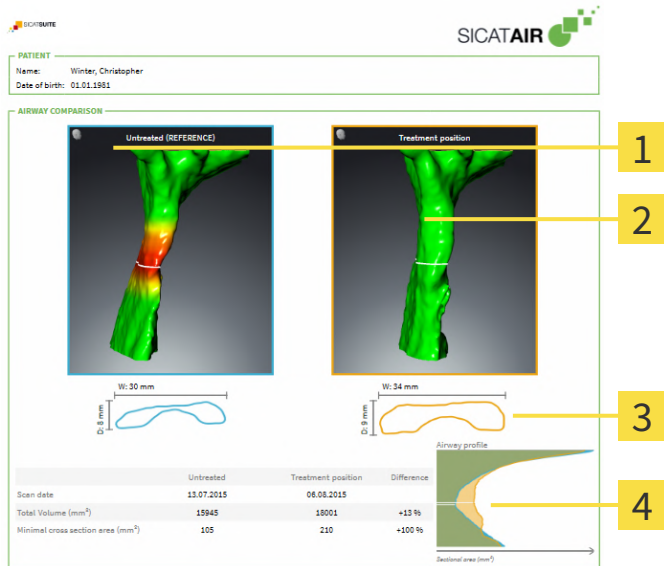 SICATSUITE
SICATAIR
PATIENT
Name: Winter, Christopher
Date of birth: 01.01.1981
AIRWAY COMPARISON
Untreated (REFERENCE)
Treatment position
1
2
W: 30 mm
D: 8 mm
W: 34 mm
D: 9 mm
3
Airway profile
Untreated Treatment position Difference
Scan date 13.07.2015 06.08.2015
Total Volume (mm³) 15945 18001 +13 %
Minimal cross section area (mm²) 105 210 +100 %
4
Sectional area (mm²)